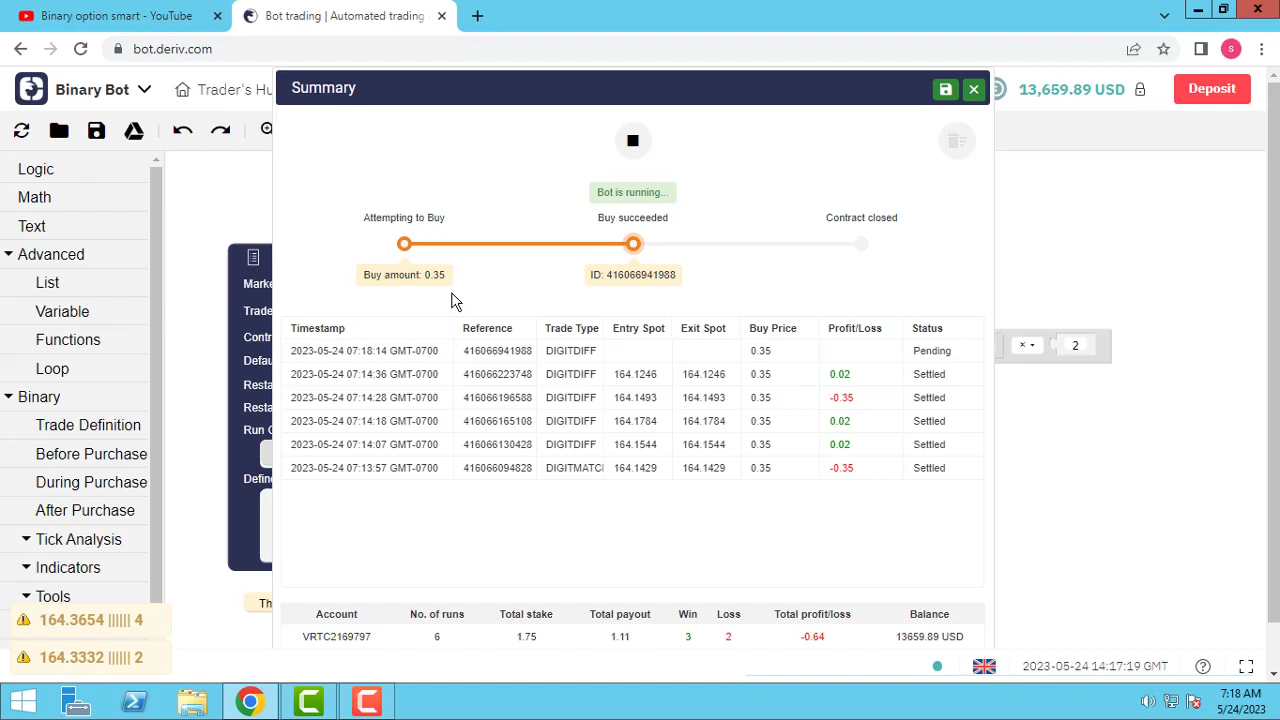 Binary option smart - YouTube
Bot trading | Automated trading
bot.deriv.com
S
Binary Bot
Trader's Hu
Summary
13,659.89 USD
Deposit
Logic
Math
Text
Advanced
List
Variable
Functions
Loop
Binary
Trade Definition
Before Purchase
During Purchase
After Purchase
Tick Analysis
Indicators
Tools
Marke
Trade
Contr
Defau
Resta
Resta
Run O
Define
Th
Bot is running...
Attempting to Buy Buy succeeded Contract closed
Buy amount: 0.35 ID: 416066941988
Timestamp Reference Trade Type Entry Spot Exit Spot Buy Price Profit/Loss Status
2023-05-24 07:18:14 GMT-0700 416066941988 DIGITDIFF 0.35 Pending
2023-05-24 07:14:36 GMT-0700 416066223748 DIGITDIFF 164.1246 164.1246 0.35 0.02 Settled
2023-05-24 07:14:28 GMT-0700 416066196588 DIGITDIFF 164.1493 164.1493 0.35 -0.35 Settled
2023-05-24 07:14:18 GMT-0700 416066165108 DIGITDIFF 164.1784 164.1784 0.35 0.02 Settled
2023-05-24 07:14:07 GMT-0700 416066130428 DIGITDIFF 164.1544 164.1544 0.35 0.02 Settled
2023-05-24 07:13:57 GMT-0700 416066094828 DIGITMATC 164.1429 164.1429 0.35 -0.35 Settled
× 2
Account No. of runs Total stake Total payout Win Loss Total profit/loss Balance
VRTC2169797 6 1.75 1.11 3 2 -0.64 13659.89 USD
164.3654 |||||| 4
164.3332 |||||| 2
2023-05-24 14:17:19 GMT
7:18 AM
5/24/2023